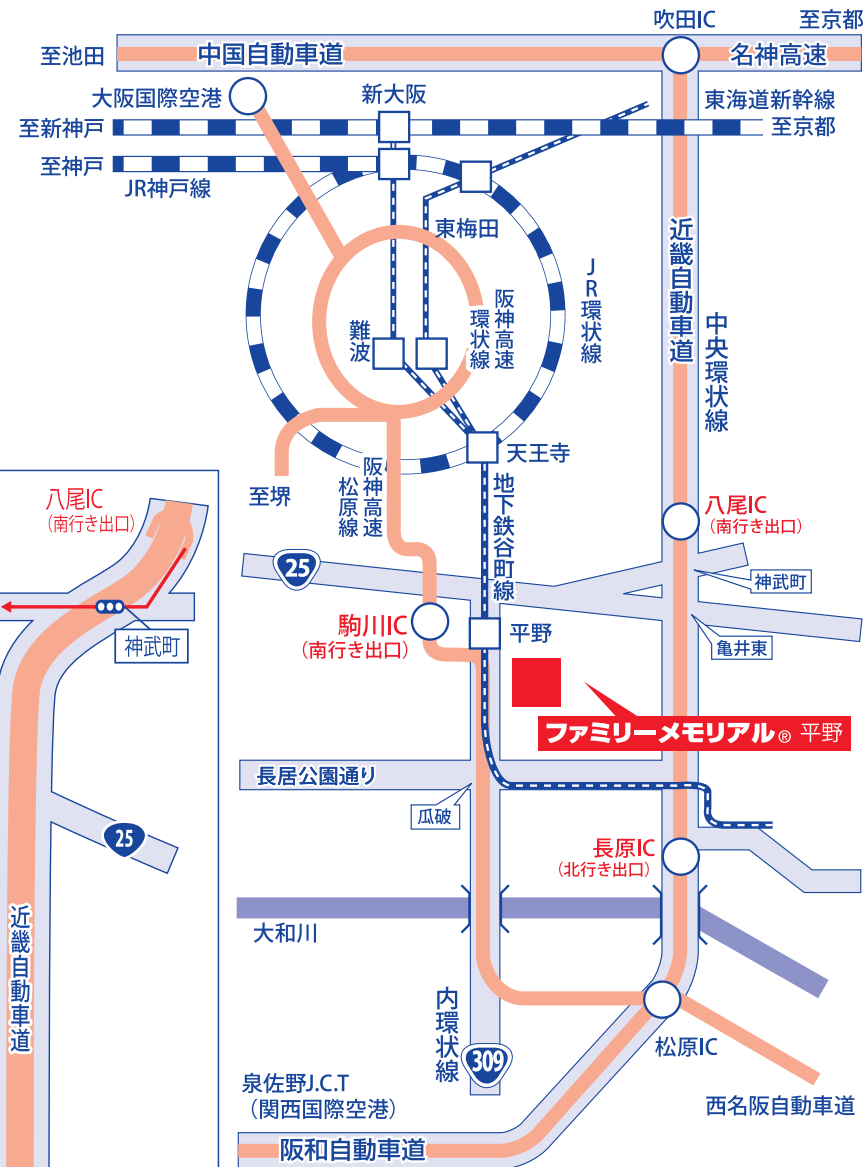 吹田IC
至京都
至池田
中国自動車道
名神高速
大阪国際空港
新大阪
東海道新幹線
至新神戸
至京都
至神戸
JR神戸線
東梅田
近畿自動車道
JR環状線
阪神高速
環状線
中央環状線
難波
天王寺
至堺
阪神高速
松原線
地下鉄谷町線
八尾IC
(南行き出口)
八尾IC
(南行き出口)
25
神武町
神武町
駒川IC
(南行き出口)
平野
亀井東
ファミリーメモリアル® 平野
長居公園通り
瓜破
25
長原IC
(北行き出口)
近畿自動車道
大和川
内環状線
309
松原IC
泉佐野J.C.T
(関西国際空港)
西名阪自動車道
阪和自動車道